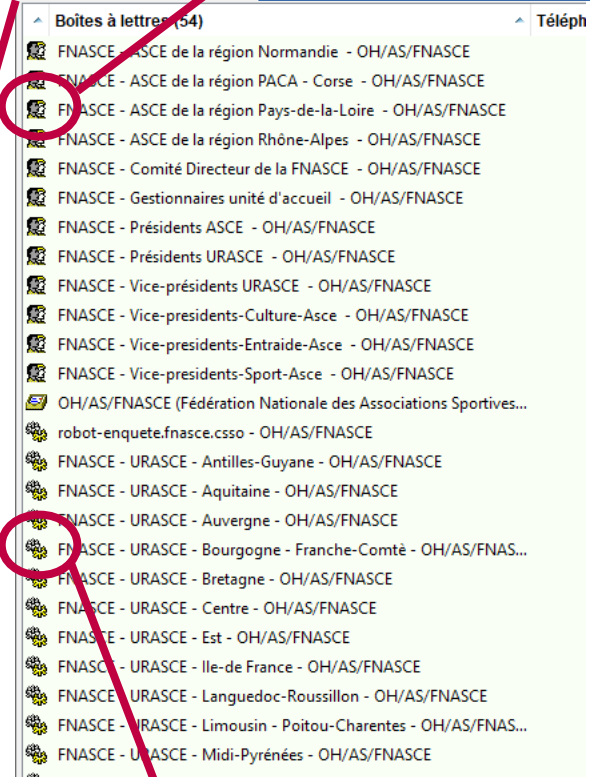 Boîtes à lettres (54) Téléph
FNASCE - ASCE de la région Normandie - OH/AS/FNASCE
FNASCE - ASCE de la région PACA - Corse - OH/AS/FNASCE
FNASCE - ASCE de la région Pays-de-la-Loire - OH/AS/FNASCE
FNASCE - ASCE de la région Rhône-Alpes - OH/AS/FNASCE
FNASCE - Comité Directeur de la FNASCE - OH/AS/FNASCE
FNASCE - Gestionnaires unité d'accueil - OH/AS/FNASCE
FNASCE - Présidents ASCE - OH/AS/FNASCE
FNASCE - Présidents URASCE - OH/AS/FNASCE
FNASCE - Vice-présidents URASCE - OH/AS/FNASCE
FNASCE - Vice-presidents-Culture-Asce - OH/AS/FNASCE
FNASCE - Vice-presidents-Entraide-Asce - OH/AS/FNASCE
FNASCE - Vice-presidents-Sport-Asce - OH/AS/FNASCE
OH/AS/FNASCE (Fédération Nationale des Associations Sportives...
robot-enquete.fnasce.csso - OH/AS/FNASCE
FNASCE - URASCE - Antilles-Guyane - OH/AS/FNASCE
FNASCE - URASCE - Aquitaine - OH/AS/FNASCE
FNASCE - URASCE - Auvergne - OH/AS/FNASCE
FNASCE - URASCE - Bourgogne - Franche-Comtè - OH/AS/FNAS...
FNASCE - URASCE - Bretagne - OH/AS/FNASCE
FNASCE - URASCE - Centre - OH/AS/FNASCE
FNASCE - URASCE - Est - OH/AS/FNASCE
FNASCE - URASCE - Ile-de France - OH/AS/FNASCE
FNASCE - URASCE - Languedoc-Roussillon - OH/AS/FNASCE
FNASCE - URASCE - Limousin - Poitou-Charentes - OH/AS/FNAS...
FNASCE - URASCE - Midi-Pyrénées - OH/AS/FNASCE